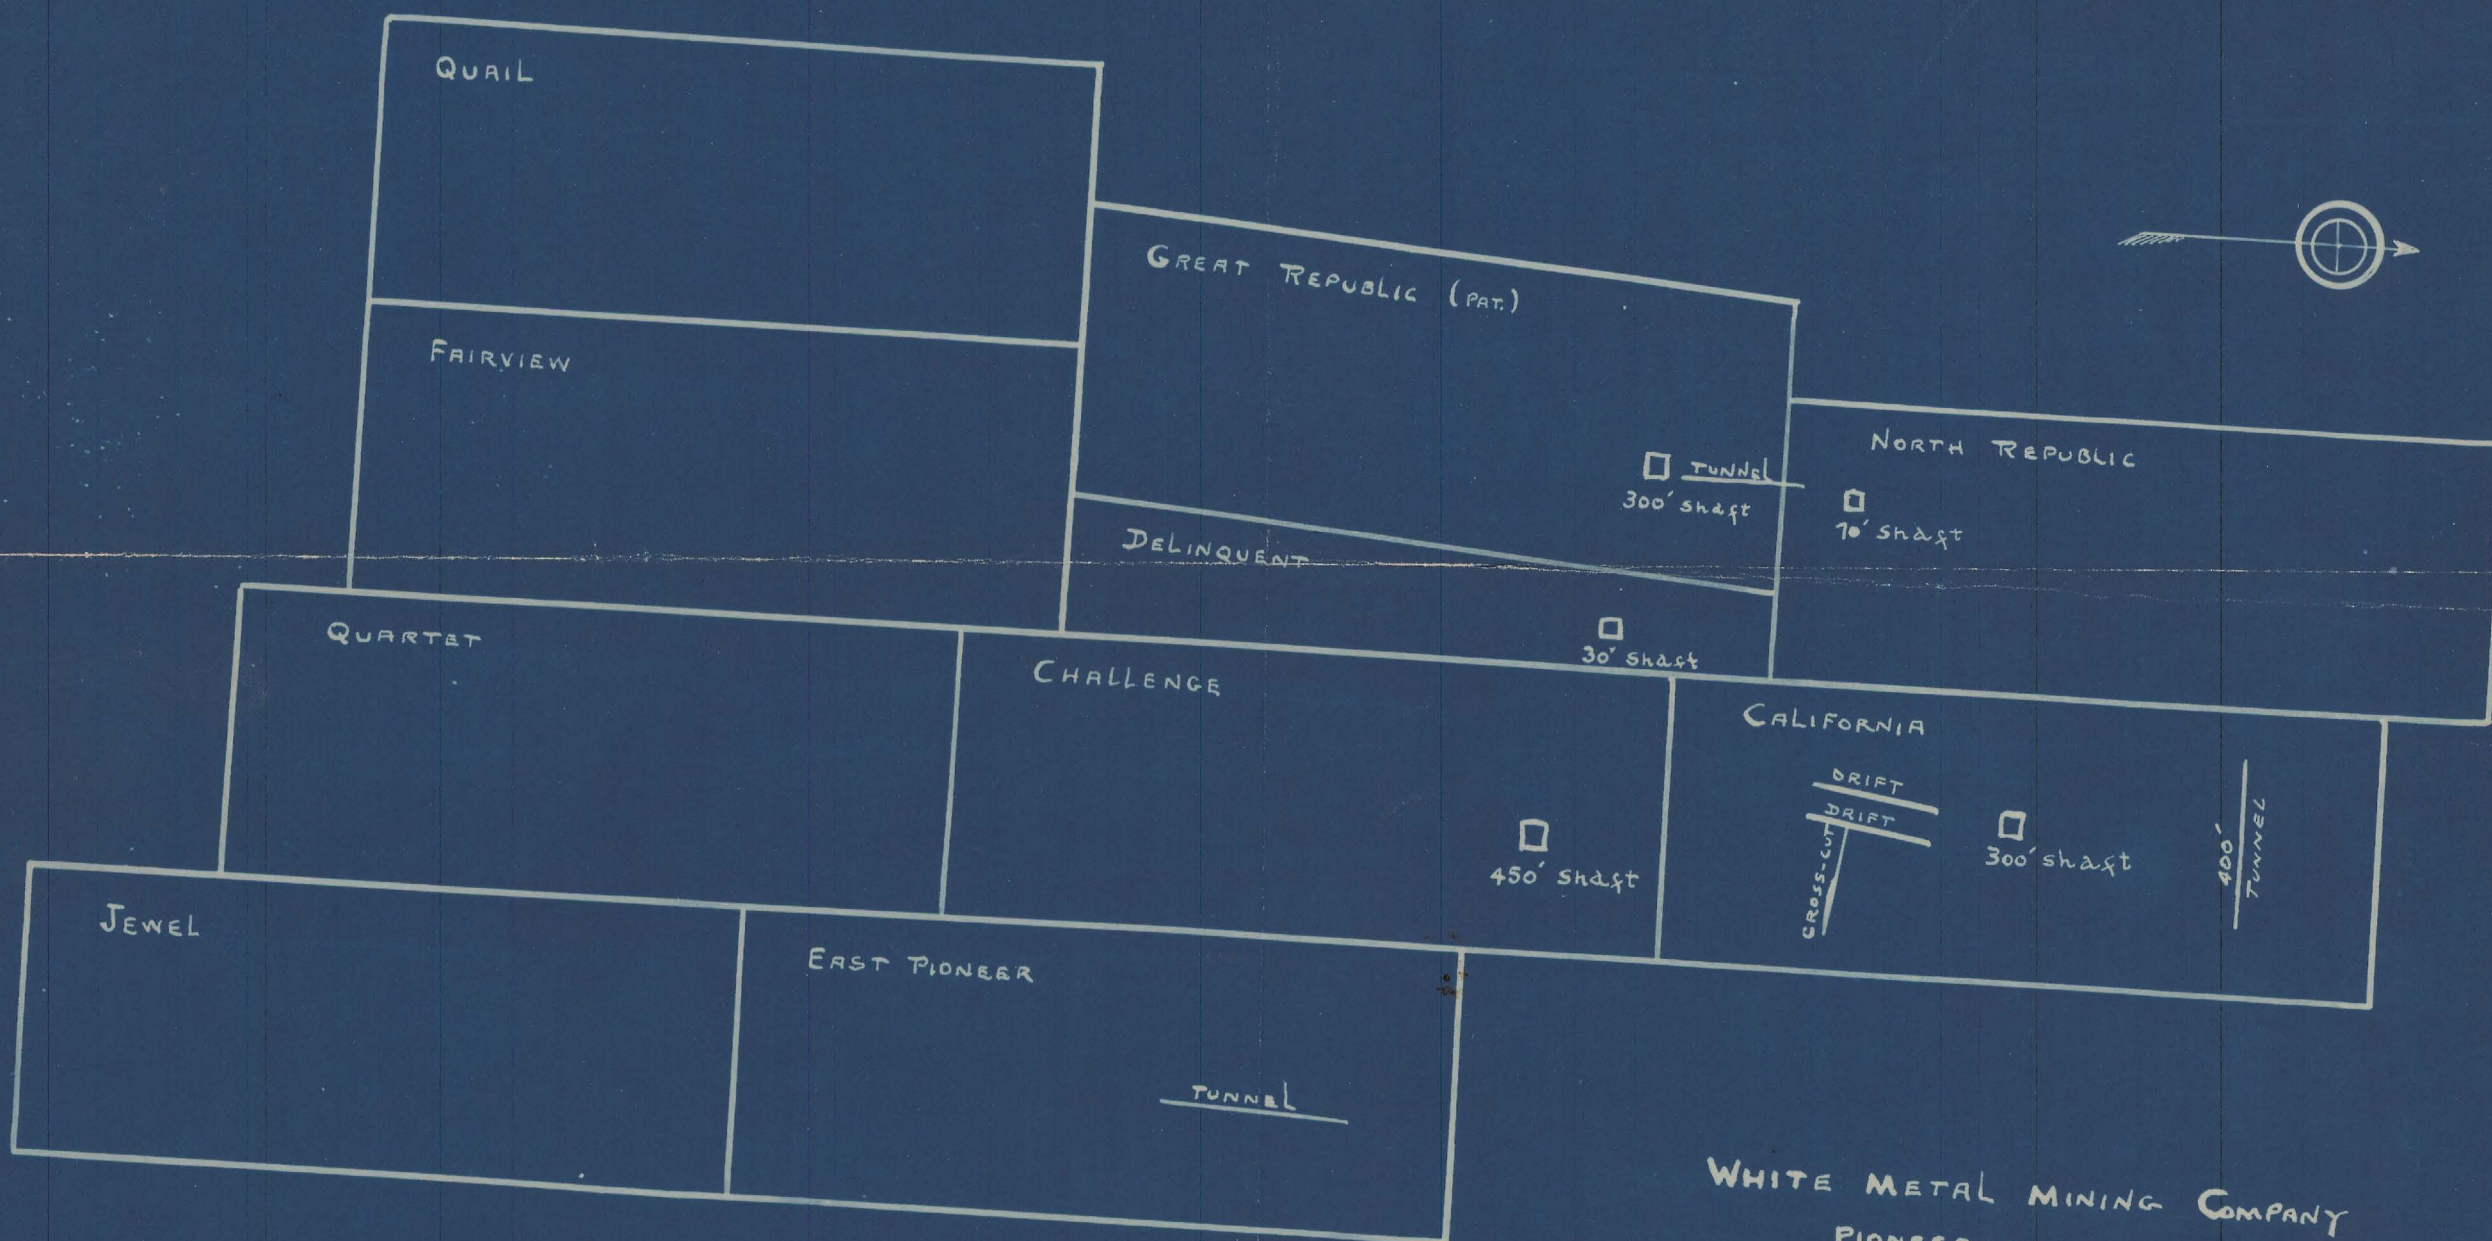 QUAIL
GREAT REPUBLIC (PAT.)
FAIRVIEW
NORTH REPUBLIC
TUNNEL
300' shaft
70' shaft
DELINQUENT
30' shaft
QUARTET
CHALLENGE
CALIFORNIA
DRIFT
DRIFT
CROSS-CUT
300' shaft
400'
TUNNEL
450' shaft
JEWEL
EAST PIONEER
TUNNEL
WHITE METAL MINING COMPANY
PIONEER